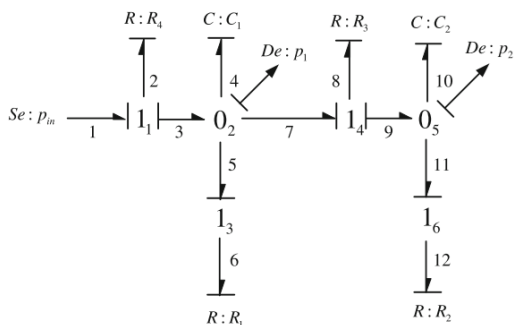 R : R₄
C : C₁
R : R₃
C : C₂
De : p₁
De : p₂
2
4
8
10
Se : pᵢₙ
1₁
0₂
1₄
0₅
1
3
7
9
5
11
1₃
1₆
6
12
R : R₁
R : R₂